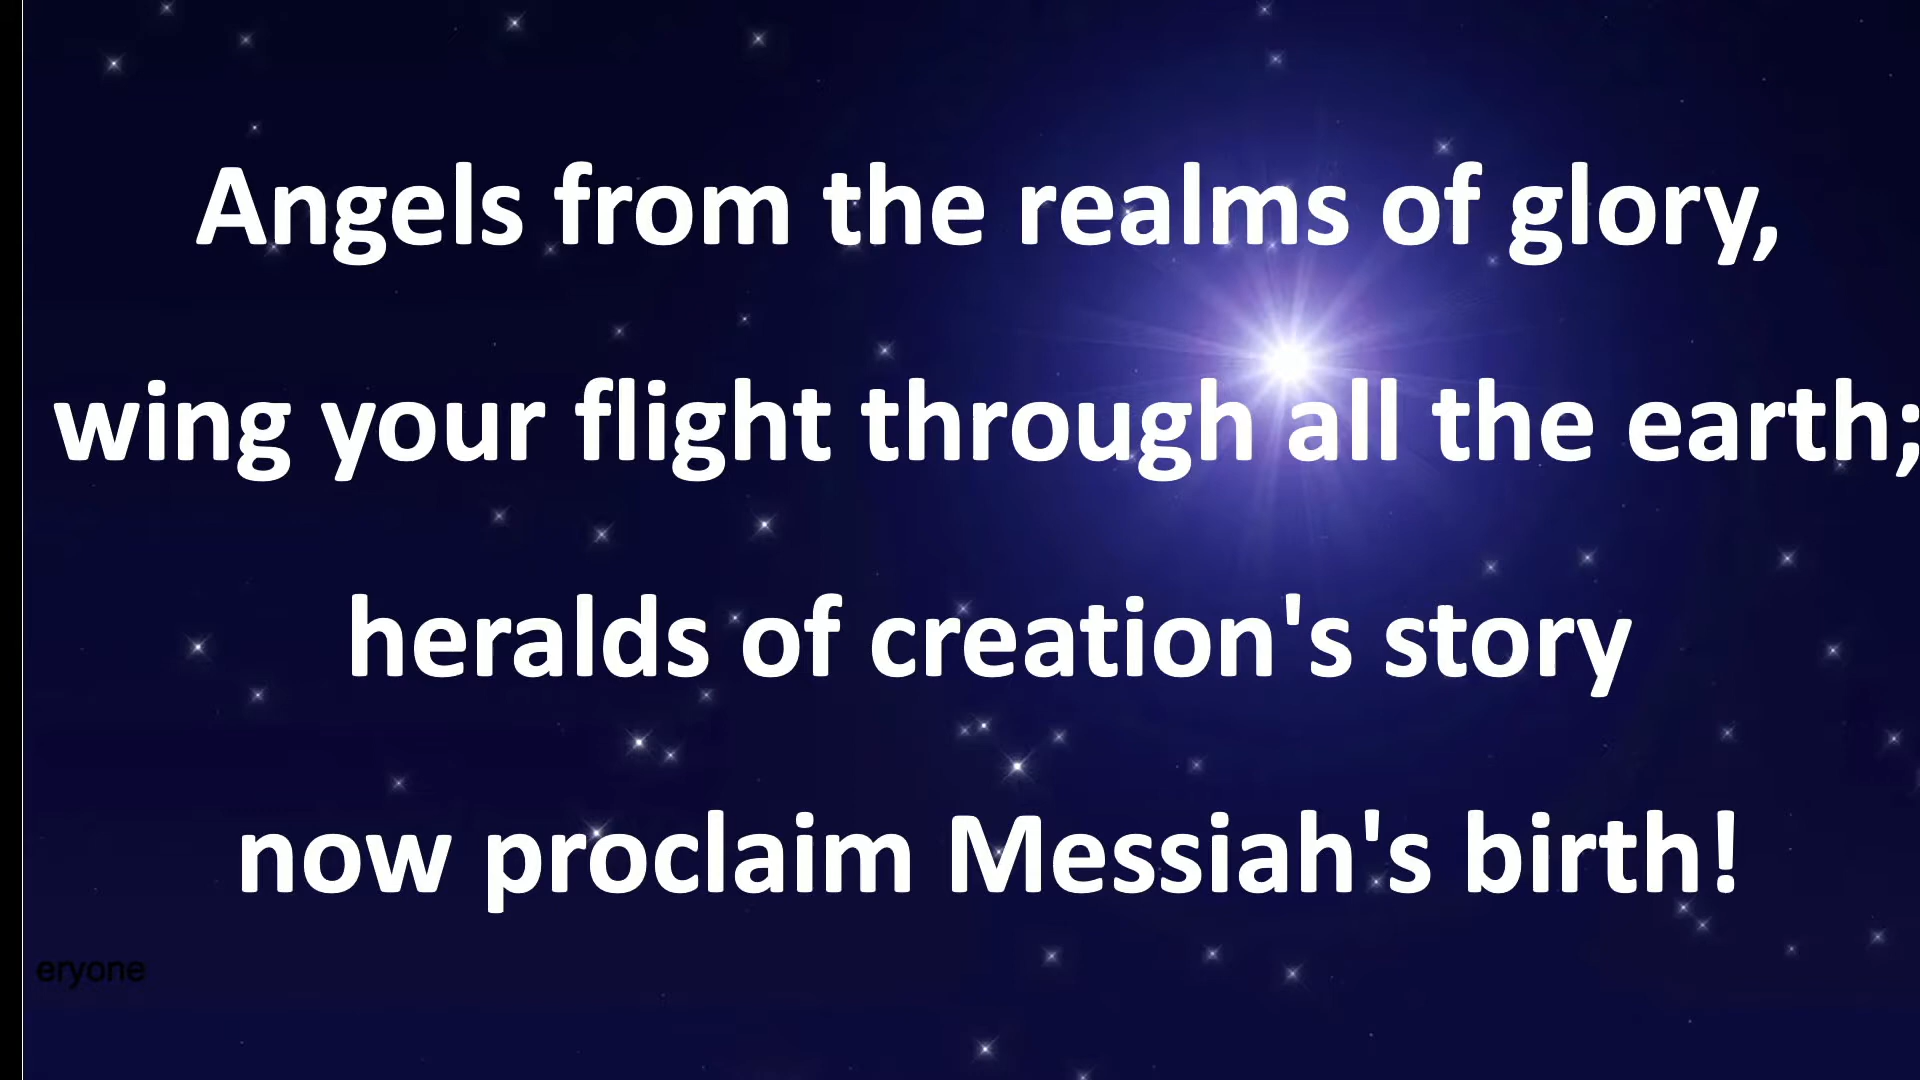 Angels from the realms of glory,
wing your flight through all the earth;
heralds of creation's story
now proclaim Messiah's birth!
eryone